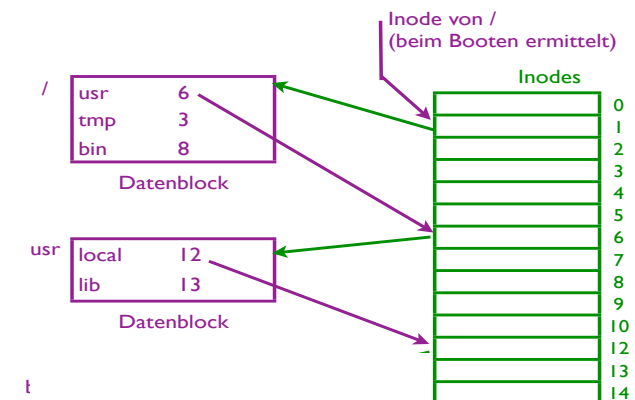 Inode von /
(beim Booten ermittelt)
Inodes
/
usr 6
tmp 3
bin 8
Datenblock
usr
local 12
lib 13
Datenblock
0
1
2
3
4
5
6
7
8
9
10
12
13
14